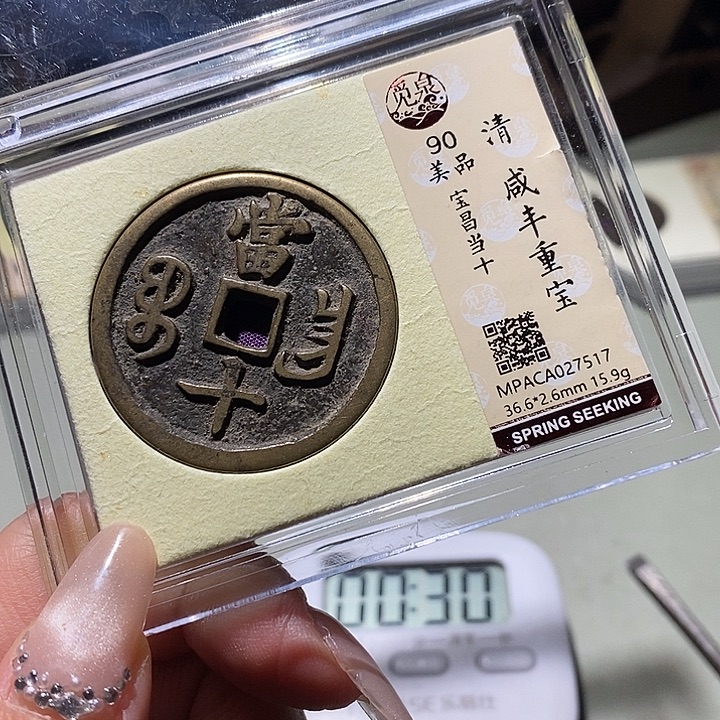 當
十
觅泉
90
美品
宝昌当十
清 咸丰重宝
MPACA027517
36.6*2.6mm 15.9g
SPRING SEEKING
00:30